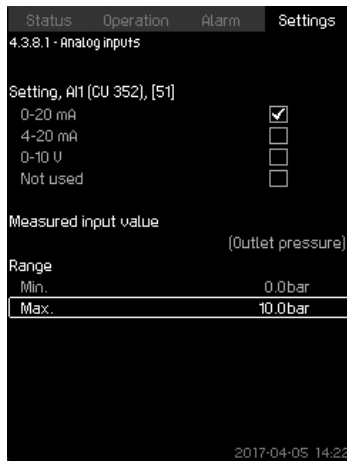 Status Operation Alarm Settings
4.3.8.1 - Analog inputs
Setting, AI1 (CU 352), [51]
0-20 mA
4-20 mA
0-10 V
Not used
Measured input value
(Outlet pressure)
Range
Min. 0.0bar
Max. 10.0bar
2017-04-05 14:22